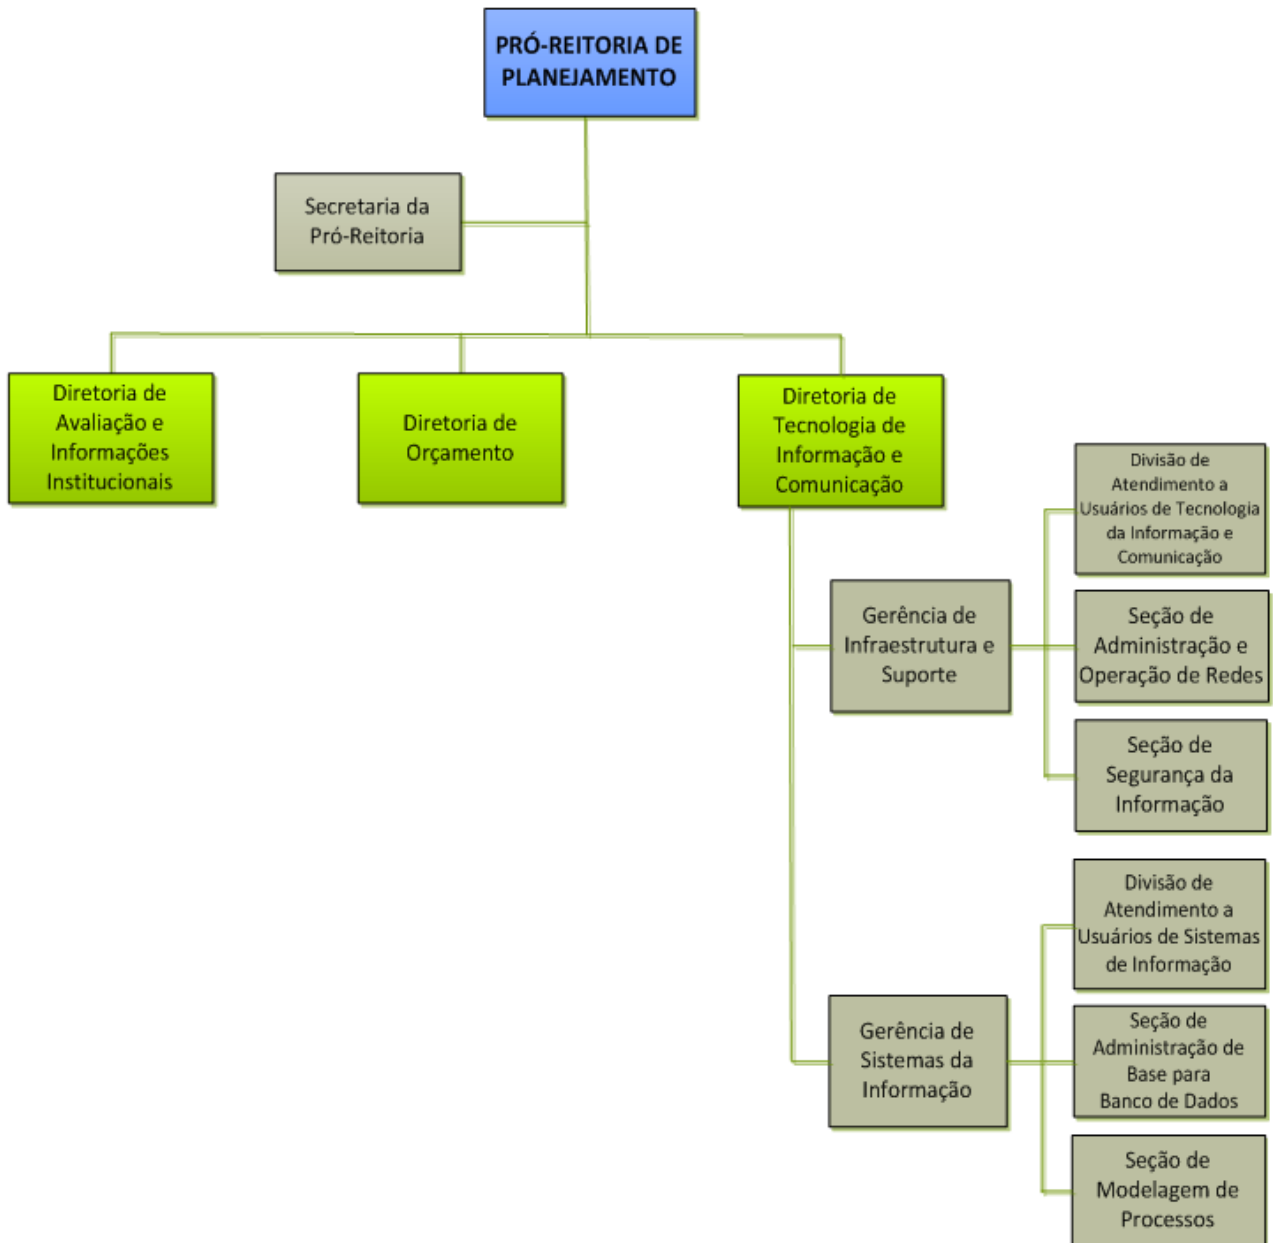 PRÓ-REITORIA DE
PLANEJAMENTO
Secretaria da
Pró-Reitoria
Diretoria de
Avaliação e
Informações
Institucionais
Diretoria de
Orçamento
Diretoria de
Tecnologia de
Informação e
Comunicação
Gerência de
Infraestrutura e
Suporte
Divisão de
Atendimento a
Usuários de Tecnologia
da Informação e
Comunicação
Seção de
Administração e
Operação de Redes
Seção de
Segurança da
Informação
Gerência de
Sistemas da
Informação
Divisão de
Atendimento a
Usuários de Sistemas
de Informação
Seção de
Administração de
Base para
Banco de Dados
Seção de
Modelagem de
Processos